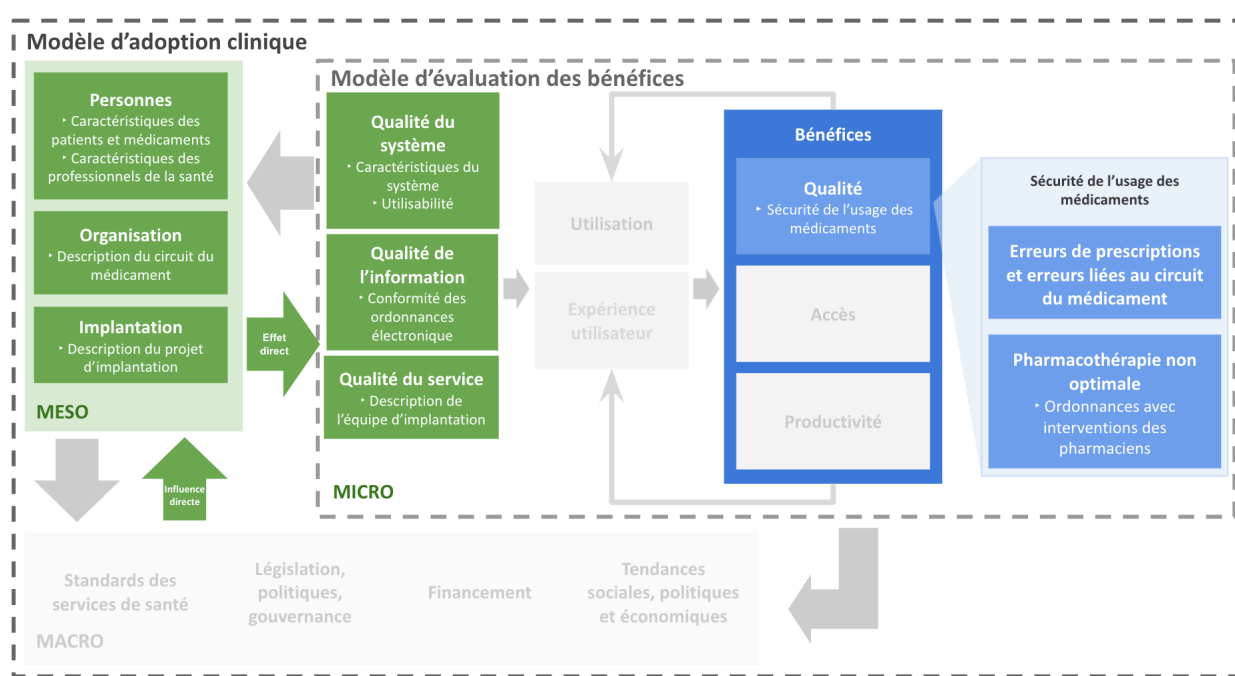 Modèle d’adoption clinique
Personnes
‣ Caractéristiques des
patients et médicaments
‣ Caractéristiques des
professionnels de la santé
Organisation
‣ Description du circuit du
médicament
Implantation
‣ Description du projet
d’implantation
MESO
Effet
direct
Influence
directe
Modèle d’évaluation des bénéfices
Qualité du
système
‣ Caractéristiques du
système
‣ Utilisabilité
Qualité de
l’information
‣ Conformité des
ordonnances
électronique
Qualité du service
‣ Description de
l’équipe d’implantation
MICRO
Utilisation
Expérience
utilisateur
Bénéfices
Qualité
‣ Sécurité de l’usage des
médicaments
Accès
Productivité
Sécurité de l’usage des
médicaments
Erreurs de prescriptions
et erreurs liées au circuit
du médicament
Pharmacothérapie non
optimale
‣ Ordonnances avec
interventions des
pharmaciens
Standards des
services de santé
Législation,
politiques,
gouvernance
Financement
Tendances
sociales, politiques
et économiques
MACRO